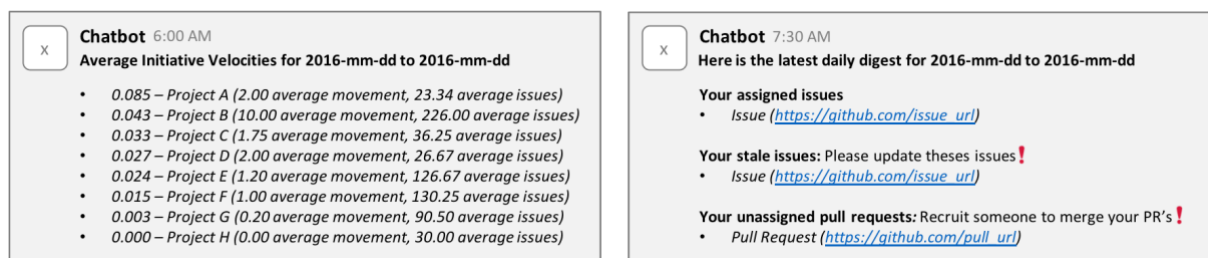 x
Chatbot 6:00 AM
Average Initiative Velocities for 2016-mm-dd to 2016-mm-dd
• 0.085 – Project A (2.00 average movement, 23.34 average issues)
• 0.043 – Project B (10.00 average movement, 226.00 average issues)
• 0.033 – Project C (1.75 average movement, 36.25 average issues)
• 0.027 – Project D (2.00 average movement, 26.67 average issues)
• 0.024 – Project E (1.20 average movement, 126.67 average issues)
• 0.015 – Project F (1.00 average movement, 130.25 average issues)
• 0.003 – Project G (0.20 average movement, 90.50 average issues)
• 0.000 – Project H (0.00 average movement, 30.00 average issues)
x
Chatbot 7:30 AM
Here is the latest daily digest for 2016-mm-dd to 2016-mm-dd
Your assigned issues
• Issue (https://github.com/issue_url)
Your stale issues: Please update theses issues❗
• Issue (https://github.com/issue_url)
Your unassigned pull requests: Recruit someone to merge your PR's❗
• Pull Request (https://github.com/pull_url)